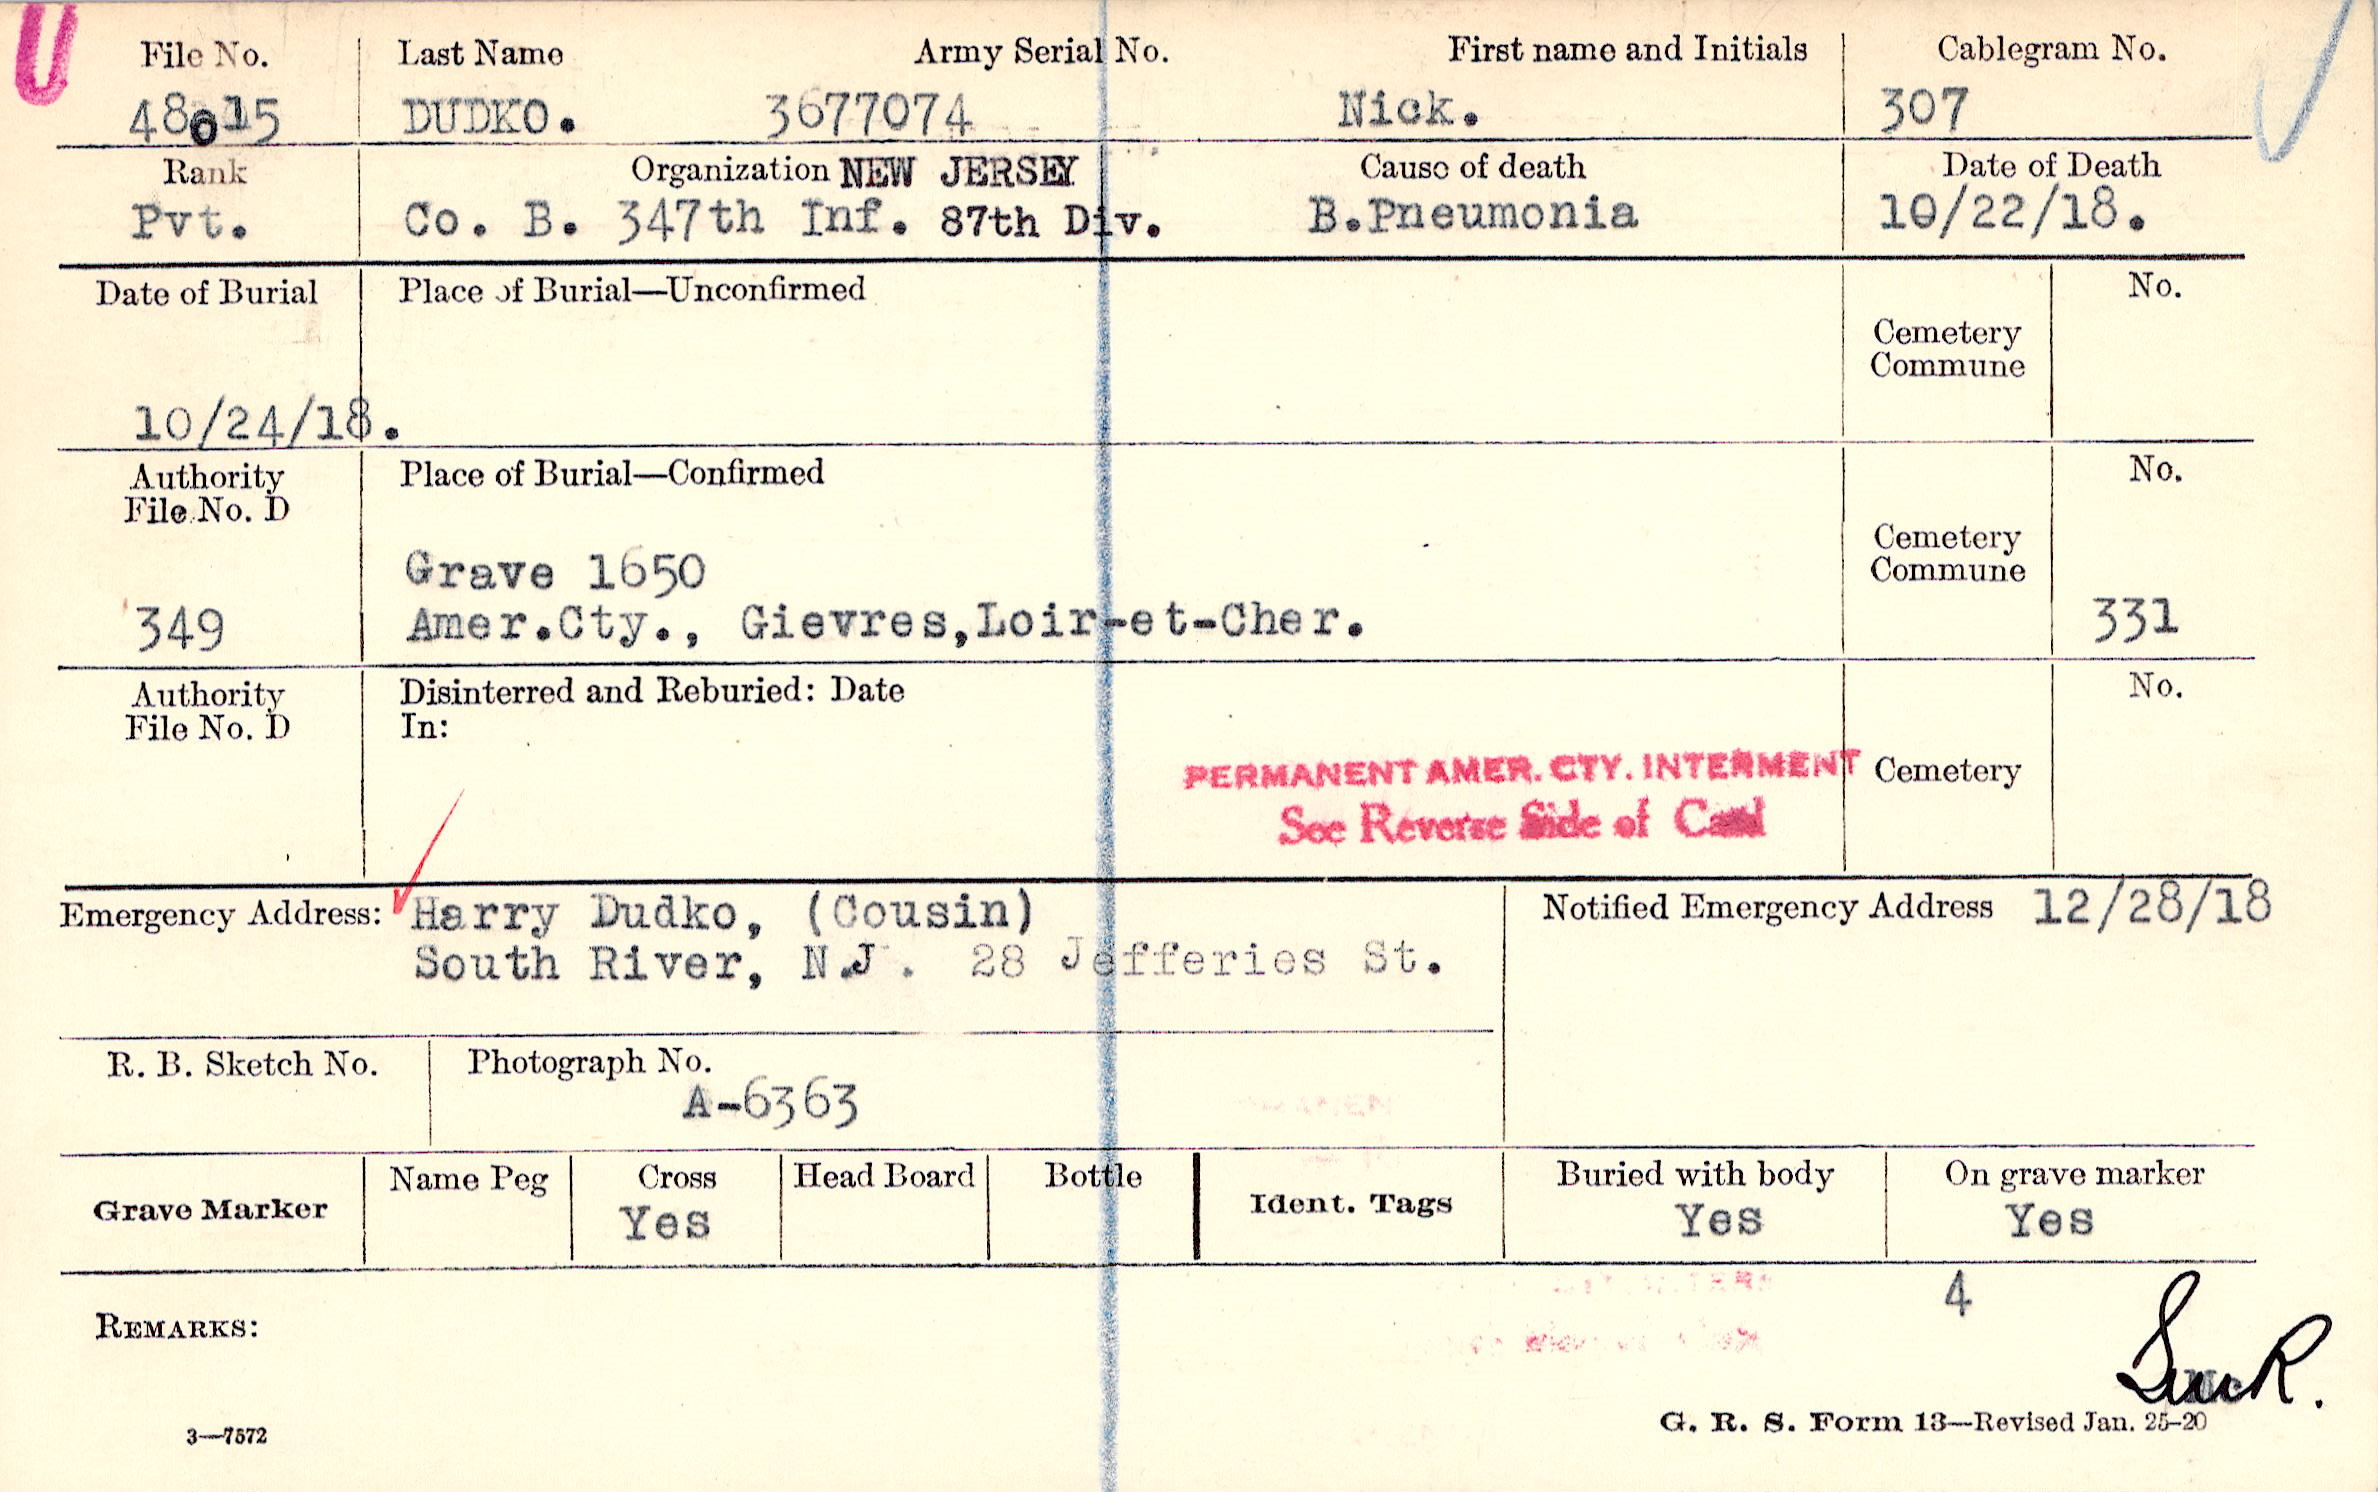 File No. Last Name Army Serial No. First name and Initials Cablegram No.
48015 DUDKO. 3677074 Nick. 307
Rank Organization NEW JERSEY Cause of death Date of Death
Pvt. Co. B. 347th Inf. 87th Div. B.Pneumonia 10/22/18.
Date of Burial Place of Burial—Unconfirmed No.
Cemetery
Commune
10/24/18.
Authority Place of Burial—Confirmed No.
File No. D
Cemetery
Commune
Grave 1650
349 Amer.Cty., Gievres,Loir-et-Cher. 331
Authority Disinterred and Reburied: Date No.
File No. D In:
PERMANENT AMER. CTY. INTERMENT Cemetery
See Reverse Side of Card
Emergency Address: Harry Dudko, (Cousin) Notified Emergency Address 12/28/18
South River, N.J. 28 Jefferies St.
R. B. Sketch No. Photograph No.
A-6363
Grave Marker Name Peg Cross Head Board Bottle Ident. Tags Buried with body On grave marker
Yes Yes Yes
4
REMARKS:
3—7572 G. R. S. Form 13—Revised Jan. 25-20